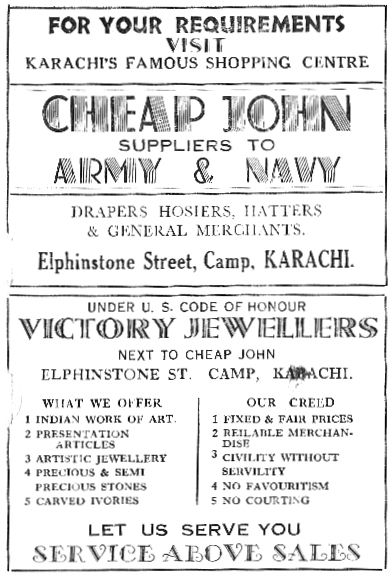 FOR YOUR REQUIREMENTS
VISIT
KARACHI'S FAMOUS SHOPPING CENTRE
CHEAP JOHN
SUPPLIERS TO
ARMY & NAVY
DRAPERS HOSIERS, HATTERS
& GENERAL MERCHANTS.
Elphinstone Street, Camp, KARACHI.
UNDER U. S. CODE OF HONOUR
VICTORY JEWELLERS
NEXT TO CHEAP JOHN
ELPHINSTONE ST. CAMP, KARACHI.
WHAT WE OFFER
1 INDIAN WORK OF ART.
2 PRESENTATION
ARTICLES
3 ARTISTIC JEWELLERY
4 PRECIOUS & SEMI
PRECIOUS STONES
5 CARVED IVORIES
OUR CREED
1 FIXED & FAIR PRICES
2 REILABLE MERCHAN-
DISE
3 CIVILITY WITHOUT
SERVILITY
4 NO FAVOURITISM
5 NO COURTING
LET US SERVE YOU
SERVICE ABOVE SALES